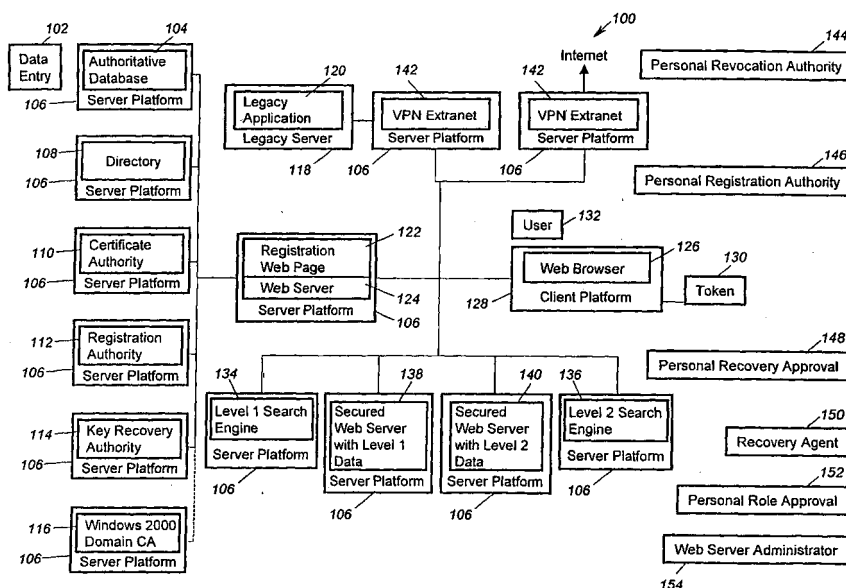 100
102
Data
Entry
104
Authoritative
Database
Server Platform
106
108
Directory
106
Server Platform
110
Certificate
Authority
106
Server Platform
112
Registration
Authority
106
Server Platform
114
Key Recovery
Authority
106
Server Platform
116
Windows 2000
Domain CA
106
Server Platform
120
Legacy
Application
Legacy Server
118
142
VPN Extranet
Server Platform
106
Internet
142
VPN Extranet
Server Platform
106
122
Registration
Web Page
Web Server
124
Server Platform
106
User
132
126
Web Browser
128
Client Platform
130
Token
134
Level 1 Search
Engine
Server Platform
106
138
Secured
Web Server
with Level 1
Data
Server Platform
106
140
Secured
Web Server
with Level 2
Data
Server Platform
106
136
Level 2 Search
Engine
Server Platform
106
144
Personal Revocation Authority
146
Personal Registration Authority
148
Personal Recovery Approval
150
Recovery Agent
152
Personal Role Approval
Web Server Administrator
154